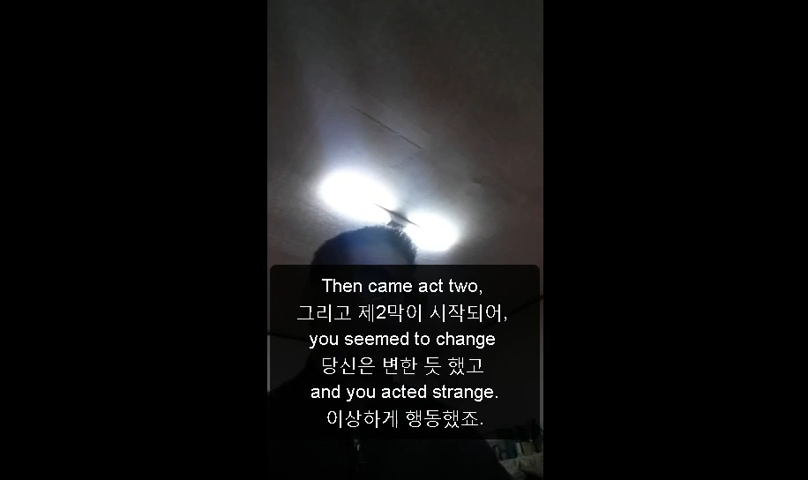 Then came act two,
그리고 제2막이 시작되어,
you seemed to change
당신은 변한 듯 했고
and you acted strange.
이상하게 행동했죠.